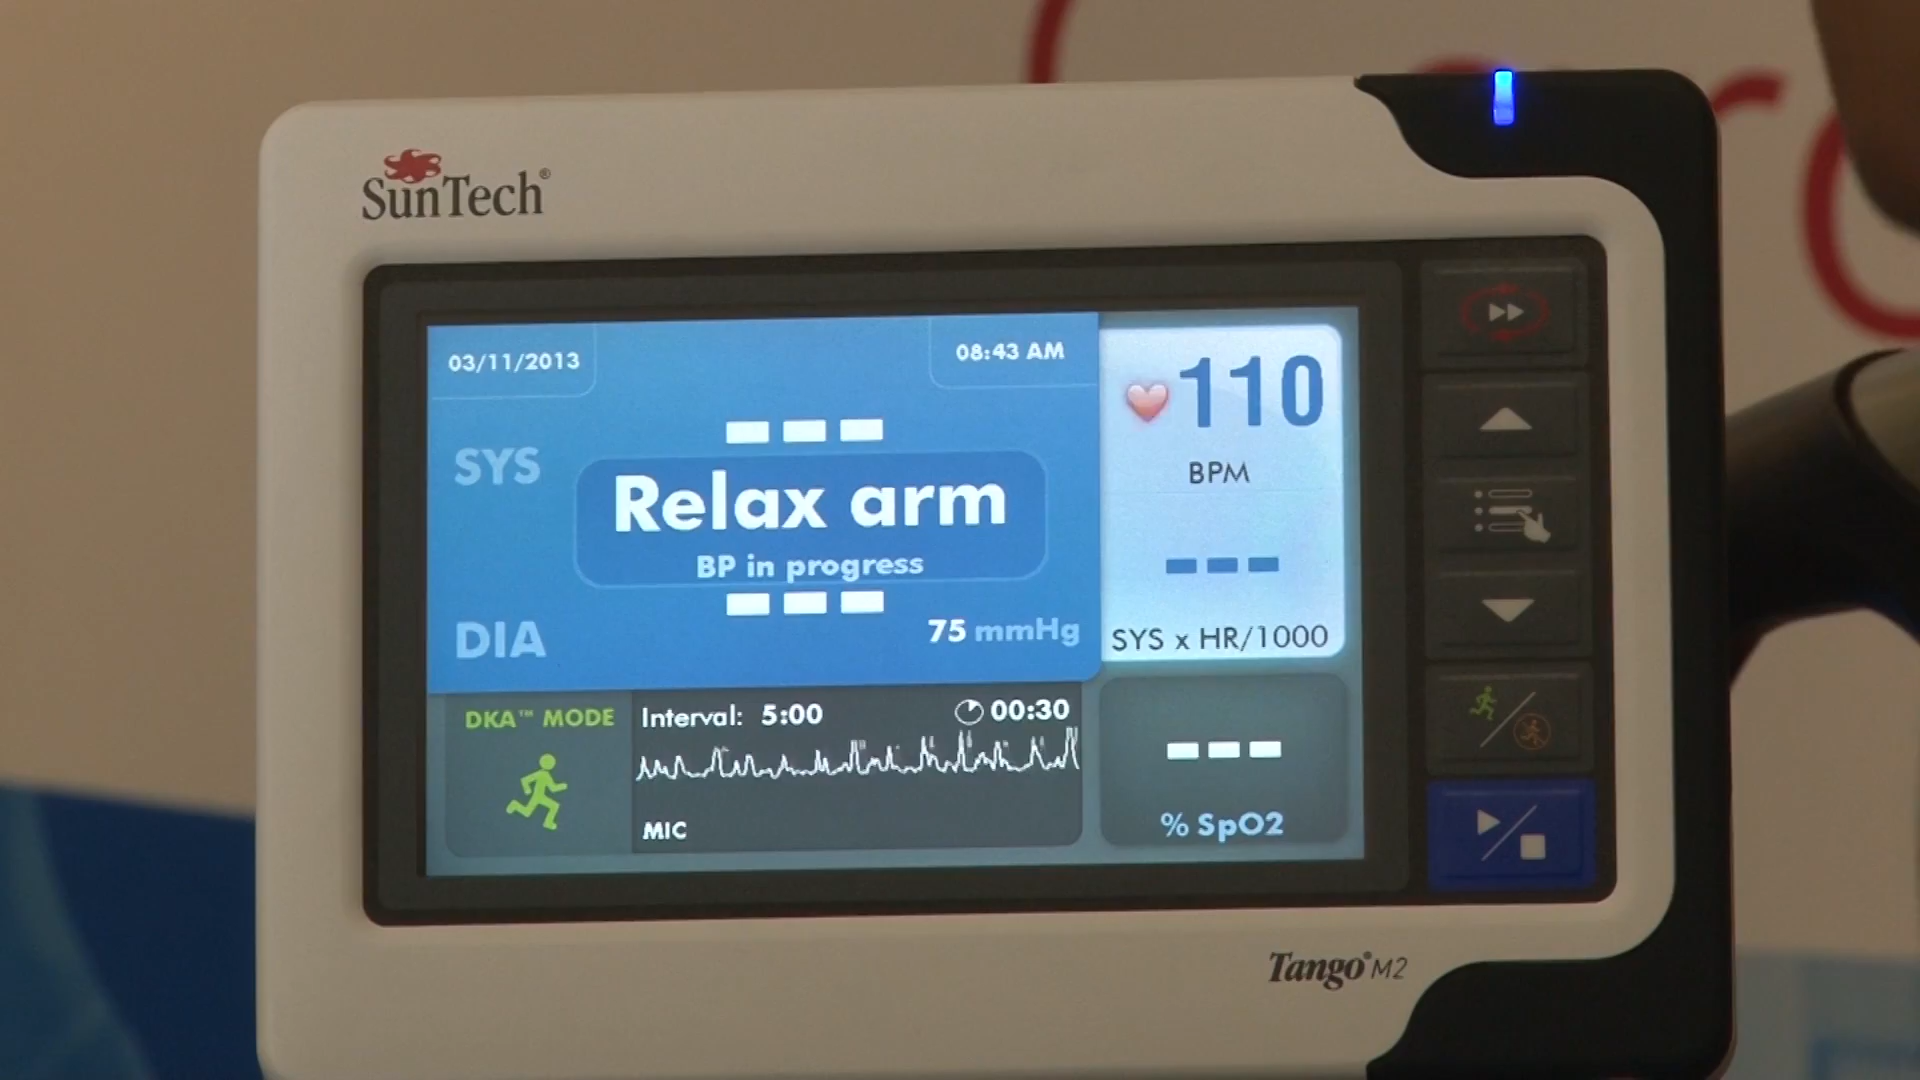 SunTech®
03/11/2013
08:43 AM
SYS
--- 
Relax arm
BP in progress
---
DIA
75 mmHg
110
BPM
---
SYS x HR/1000
DKA™ MODE
Interval: 5:00
00:30
MIC
---
% SpO2
Tango® M2